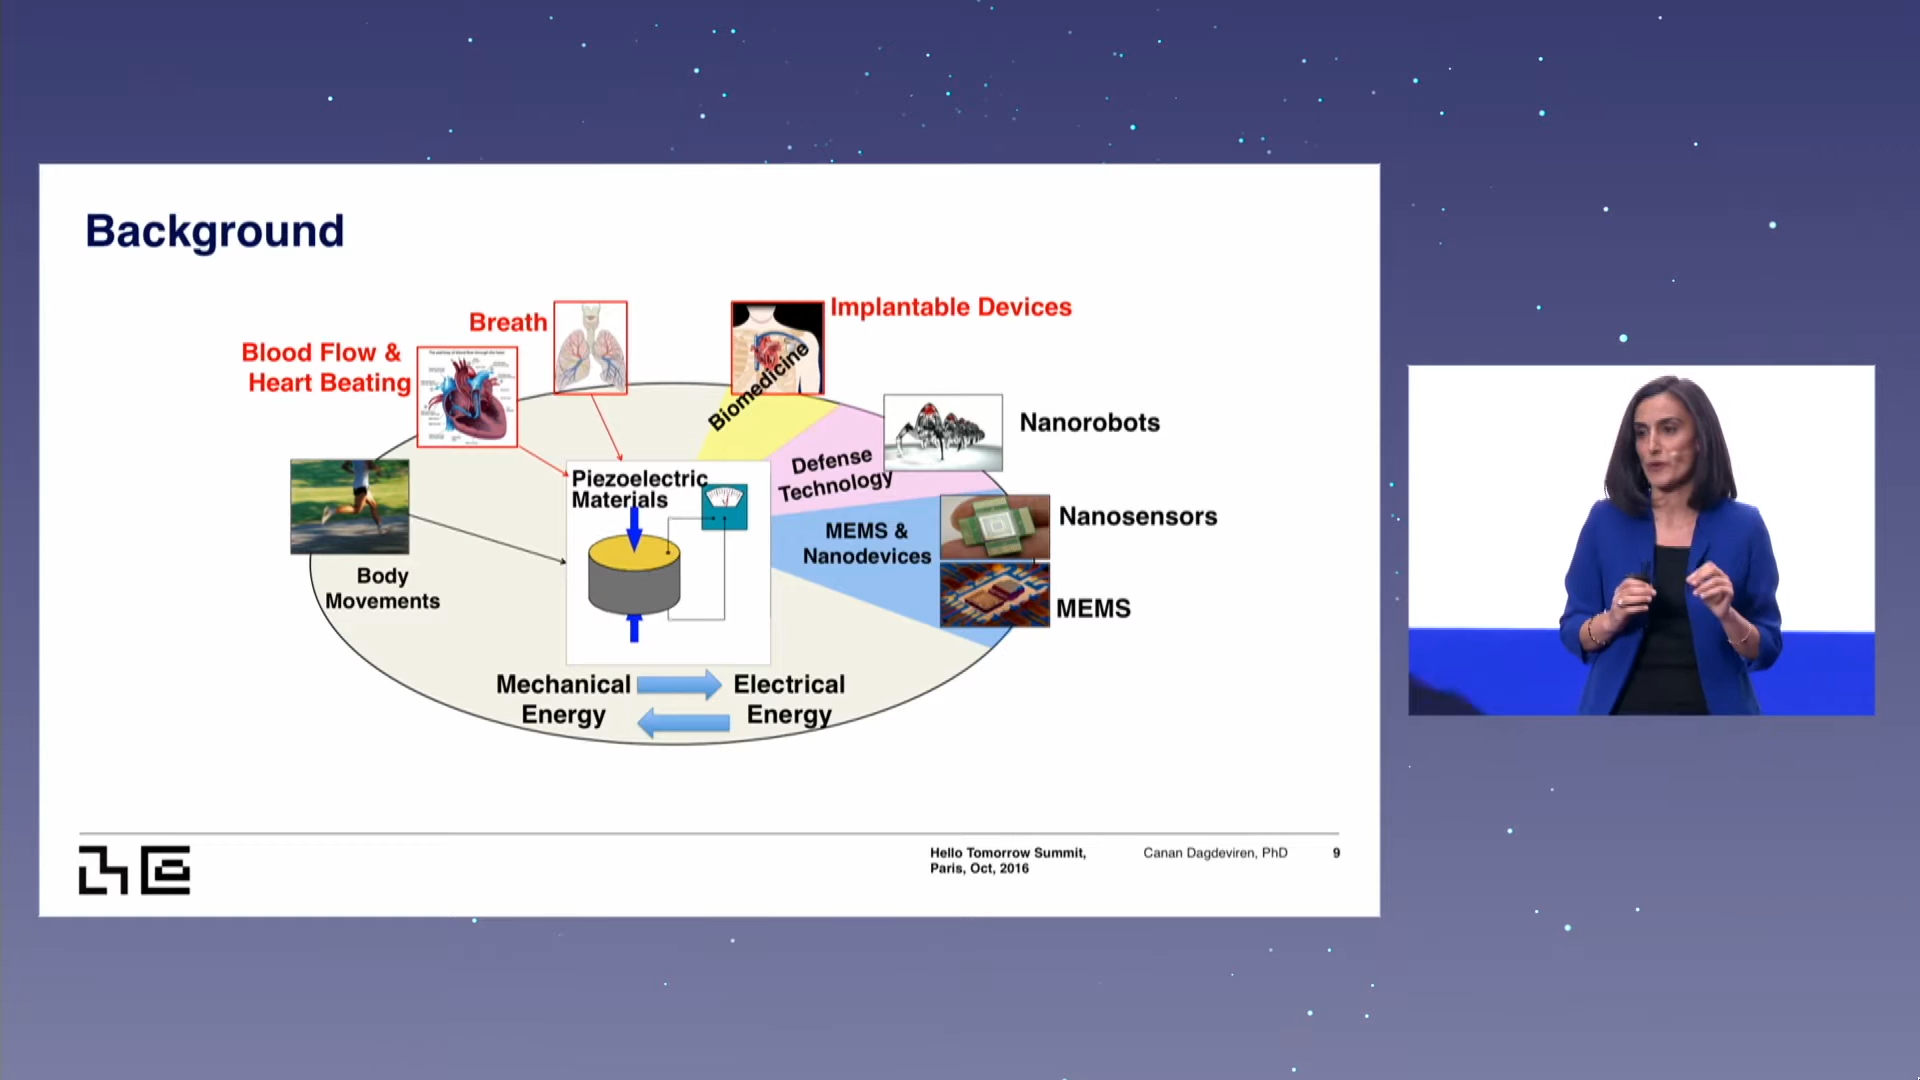 Background
Breath
Implantable Devices
Blood Flow &
Heart Beating
Biomedicine
Nanorobots
Defense
Technology
Piezoelectric
Materials
Nanosensors
MEMS &
Nanodevices
Body
Movements
MEMS
Mechanical
Energy
Electrical
Energy
Hello Tomorrow Summit,
Paris, Oct, 2016
Canan Dagdeviren, PhD
9